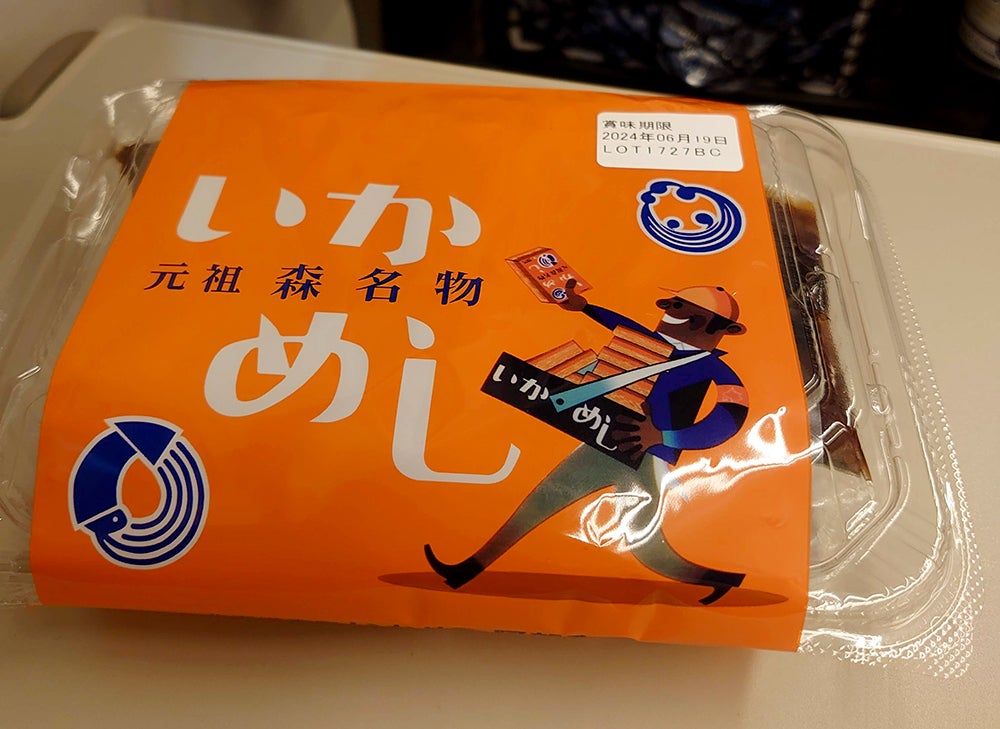 賞味期限
2024年06月19日
LOT1727BC
いか
元祖 森名物
めし
いか
めし